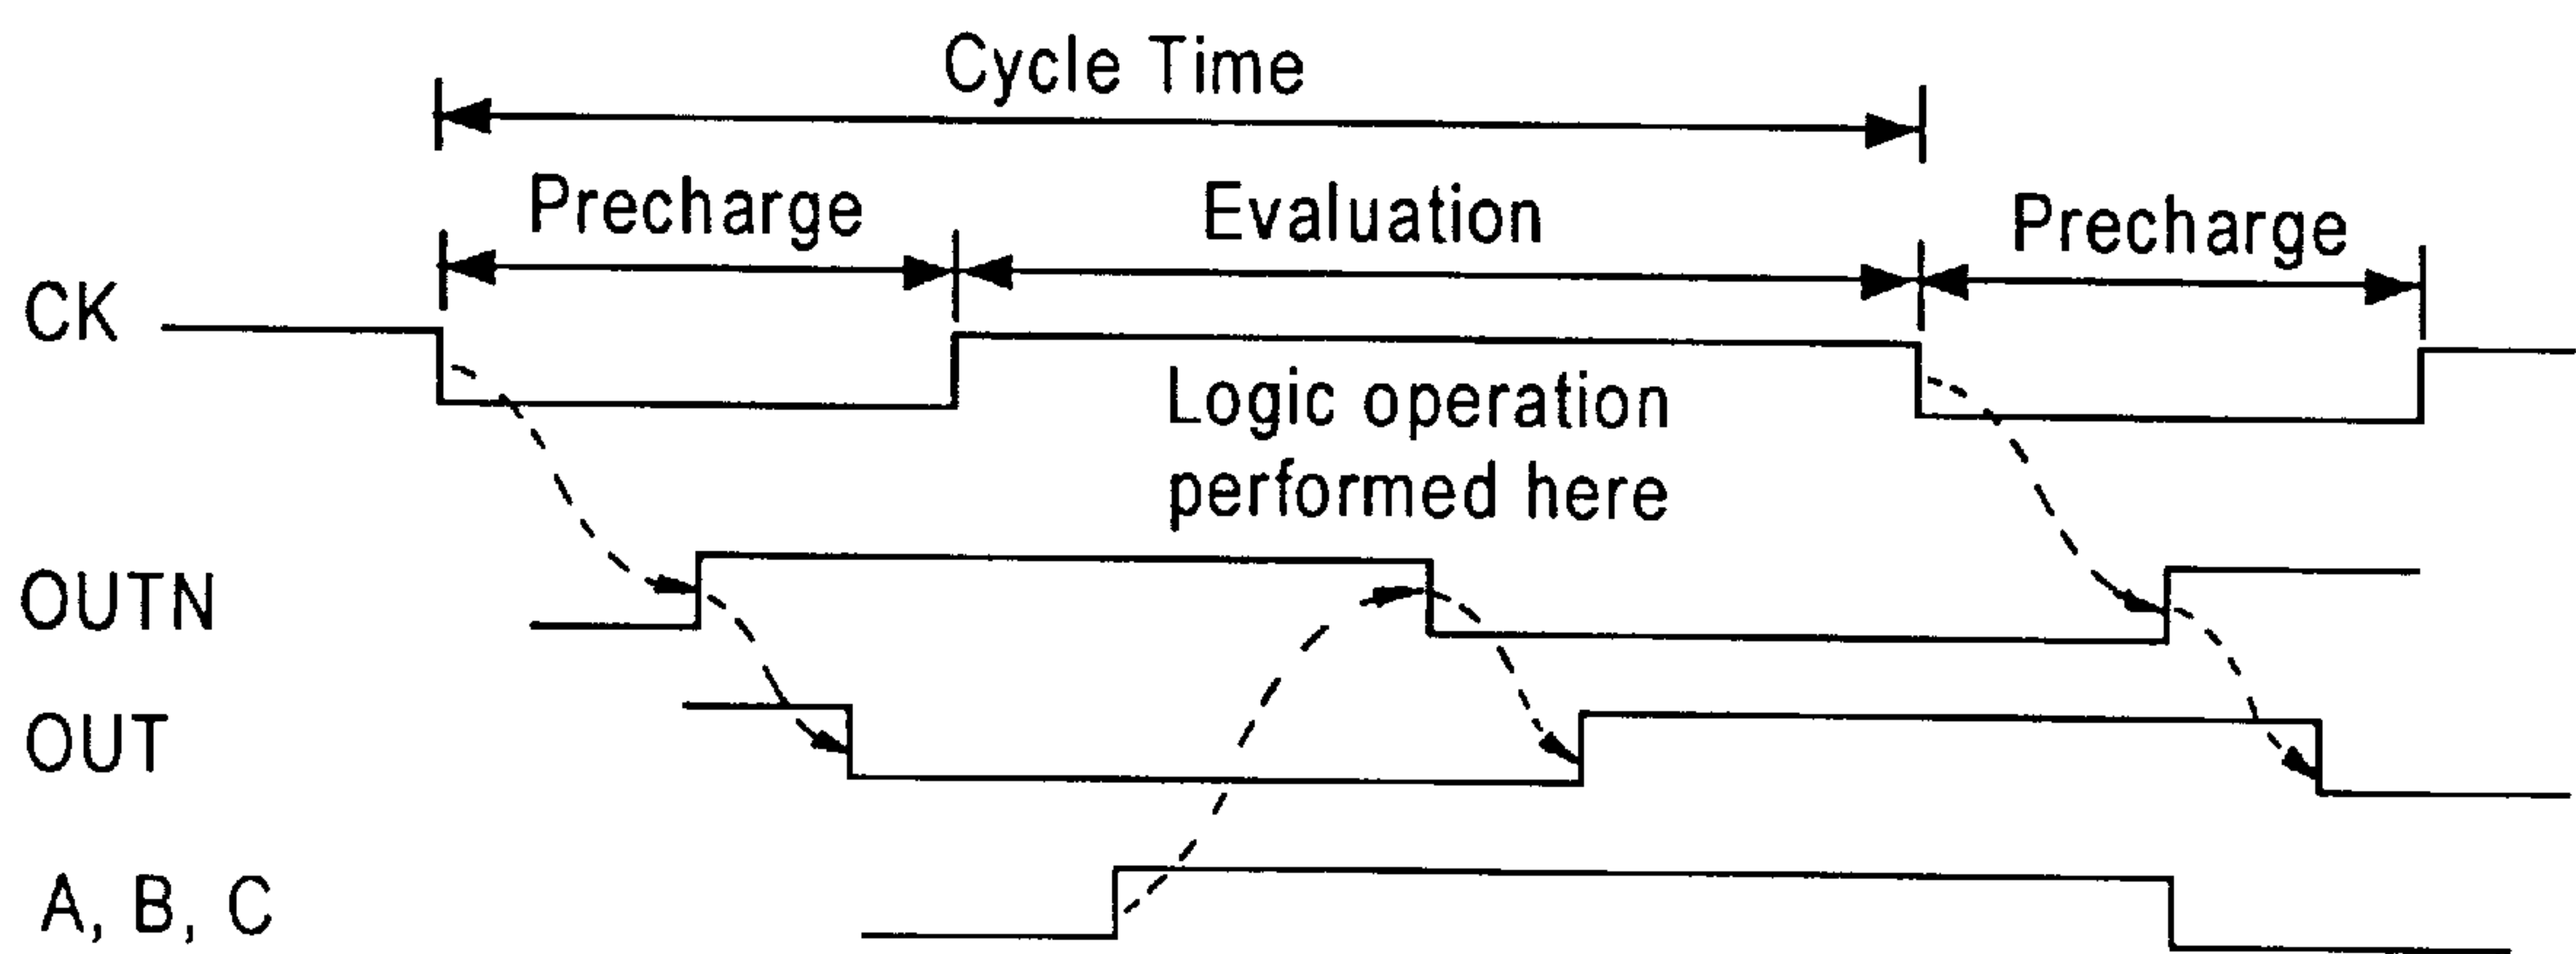 Cycle Time
Precharge
Evaluation
Precharge
CK
Logic operation
performed here
OUTN
OUT
A, B, C